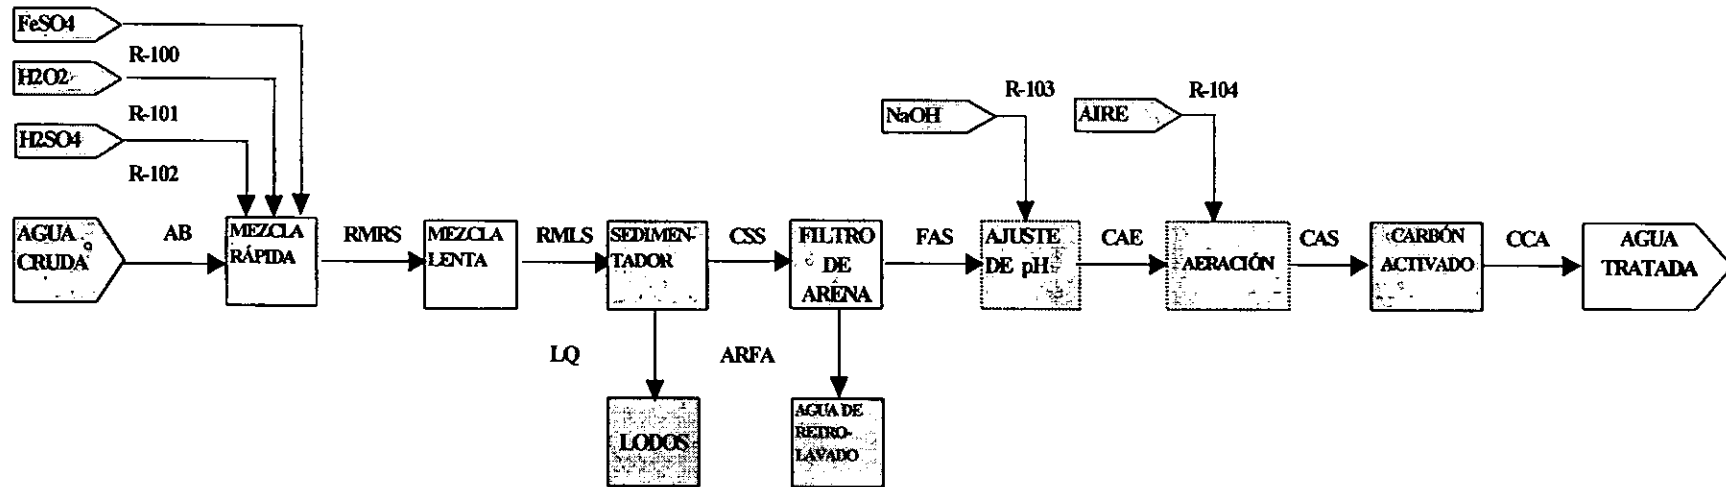 FeSO4
R-100
H2O2
R-101
H2SO4
R-102
R-103
NaOH
R-104
AIRE
AGUA
CRUDA
AB
MEZCLA
RÁPIDA
RMRS
MEZCLA
LENTA
RMLS
SEDIMEN-
TADOR
CSS
FILTRO
DE
ARENA
FAS
AJUSTE
DE pH
CAE
AERACIÓN
CAS
CARBÓN
ACTIVADO
CCA
AGUA
TRATADA
LQ
ARFA
LODOS
AGUA DE
RETRO-
LAVADO